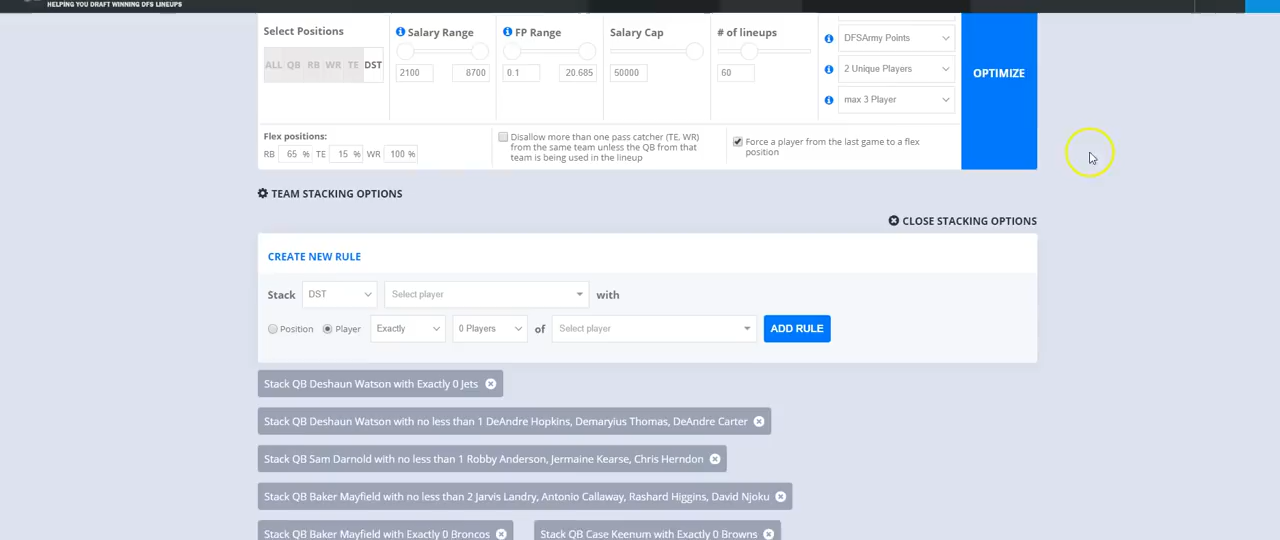 HELPING YOU DRAFT WINNING DFS LINEUPS
Select Positions
ALL QB RB WR TE DST
Salary Range
2100 8700
FP Range
0.1 20.685
Salary Cap
50000
# of lineups
60
DFSArmy Points
2 Unique Players
max 3 Player
OPTIMIZE
Flex positions:
RB 65 % TE 15 % WR 100 %
Disallow more than one pass catcher (TE, WR)
from the same team unless the QB from that
team is being used in the lineup
Force a player from the last game to a flex
position
TEAM STACKING OPTIONS
CLOSE STACKING OPTIONS
CREATE NEW RULE
Stack DST Select player with
Position Player Exactly 0 Players of Select player ADD RULE
Stack QB Deshaun Watson with Exactly 0 Jets
Stack QB Deshaun Watson with no less than 1 DeAndre Hopkins, Demaryius Thomas, DeAndre Carter
Stack QB Sam Darnold with no less than 1 Robby Anderson, Jermaine Kearse, Chris Herndon
Stack QB Baker Mayfield with no less than 2 Jarvis Landry, Antonio Callaway, Rashard Higgins, David Njoku
Stack QB Baker Mayfield with Exactly 0 Broncos
Stack QB Case Keenum with Exactly 0 Browns